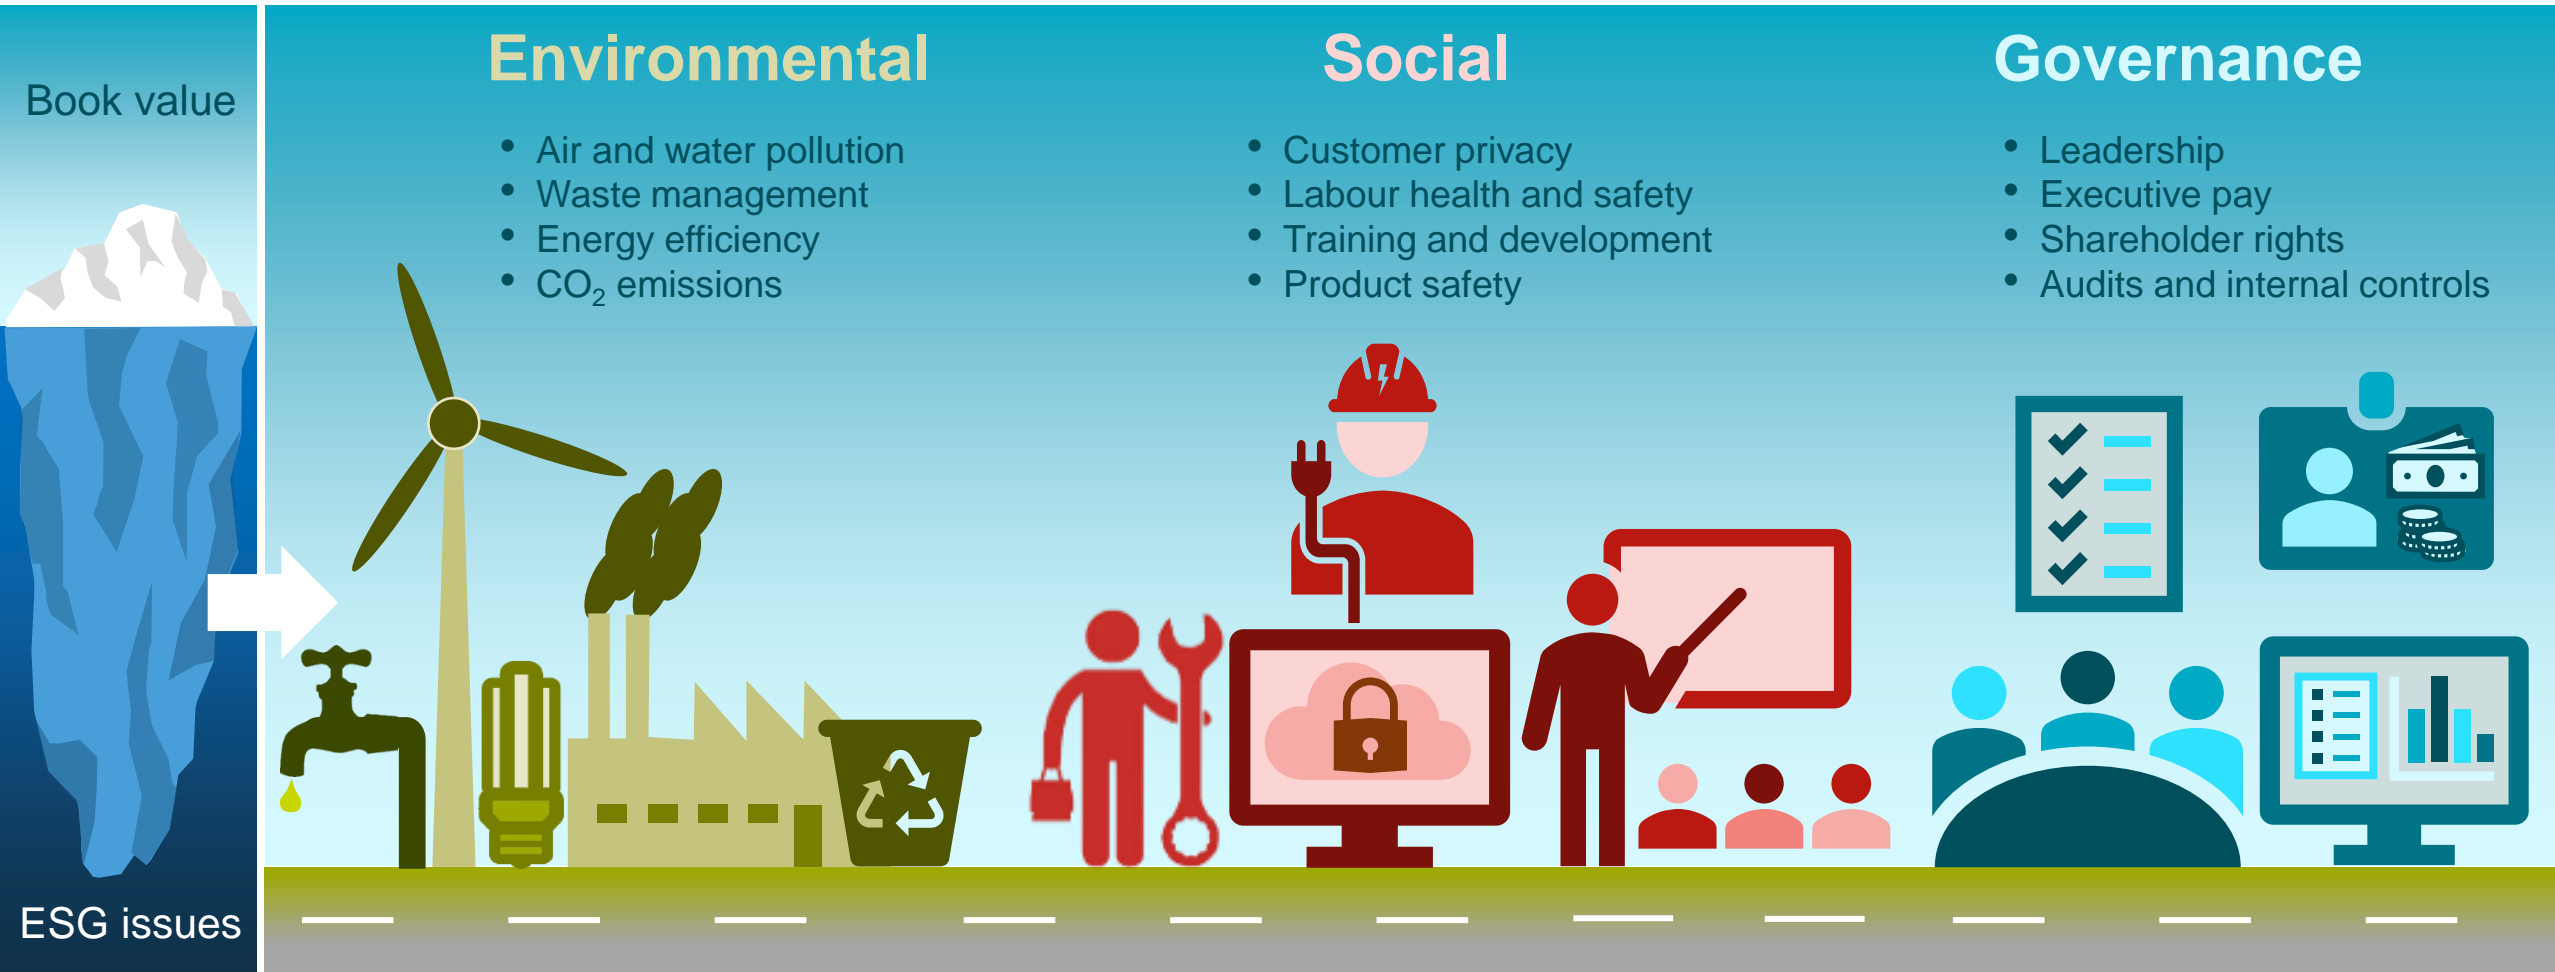 Book value
ESG issues
Environmental
• Air and water pollution
• Waste management
• Energy efficiency
• CO₂ emissions
Social
• Customer privacy
• Labour health and safety
• Training and development
• Product safety
Governance
• Leadership
• Executive pay
• Shareholder rights
• Audits and internal controls